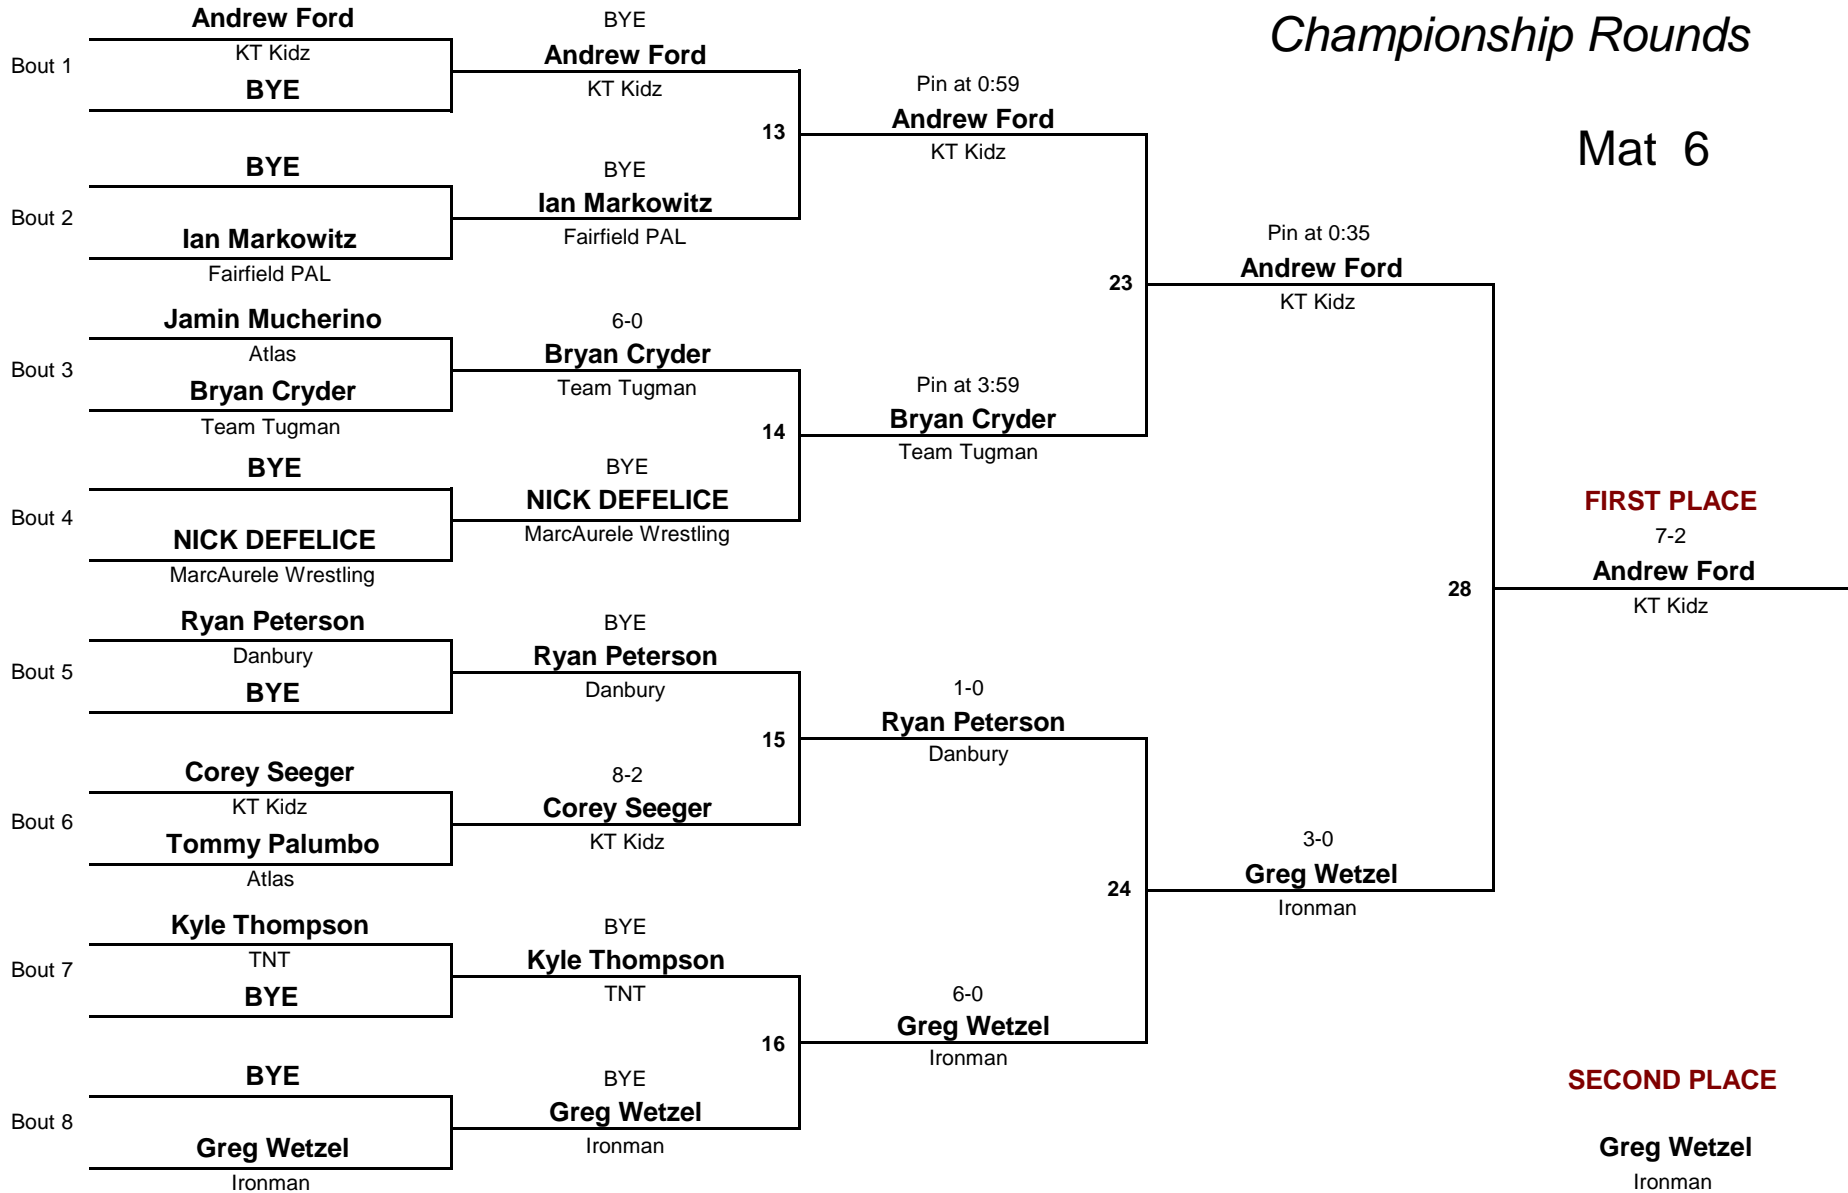 Championship Rounds
Mat 6
Bout 1
Andrew Ford
KT Kidz
BYE
Bout 2
BYE
Ian Markowitz
Fairfield PAL
Bout 3
Jamin Mucherino
Atlas
Bryan Cryder
Team Tugman
Bout 4
BYE
NICK DEFELICE
MarcAurele Wrestling
Bout 5
Ryan Peterson
Danbury
BYE
Bout 6
Corey Seeger
KT Kidz
Tommy Palumbo
Atlas
Bout 7
Kyle Thompson
TNT
BYE
Bout 8
BYE
Greg Wetzel
Ironman
BYE
Andrew Ford
KT Kidz
13
BYE
Ian Markowitz
Fairfield PAL
6-0
Bryan Cryder
Team Tugman
14
BYE
NICK DEFELICE
MarcAurele Wrestling
BYE
Ryan Peterson
Danbury
15
8-2
Corey Seeger
KT Kidz
BYE
Kyle Thompson
TNT
16
BYE
Greg Wetzel
Ironman
Pin at 0:59
Andrew Ford
KT Kidz
23
Pin at 3:59
Bryan Cryder
Team Tugman
1-0
Ryan Peterson
Danbury
24
6-0
Greg Wetzel
Ironman
Pin at 0:35
Andrew Ford
KT Kidz
28
3-0
Greg Wetzel
Ironman
FIRST PLACE
7-2
Andrew Ford
KT Kidz
SECOND PLACE
Greg Wetzel
Ironman